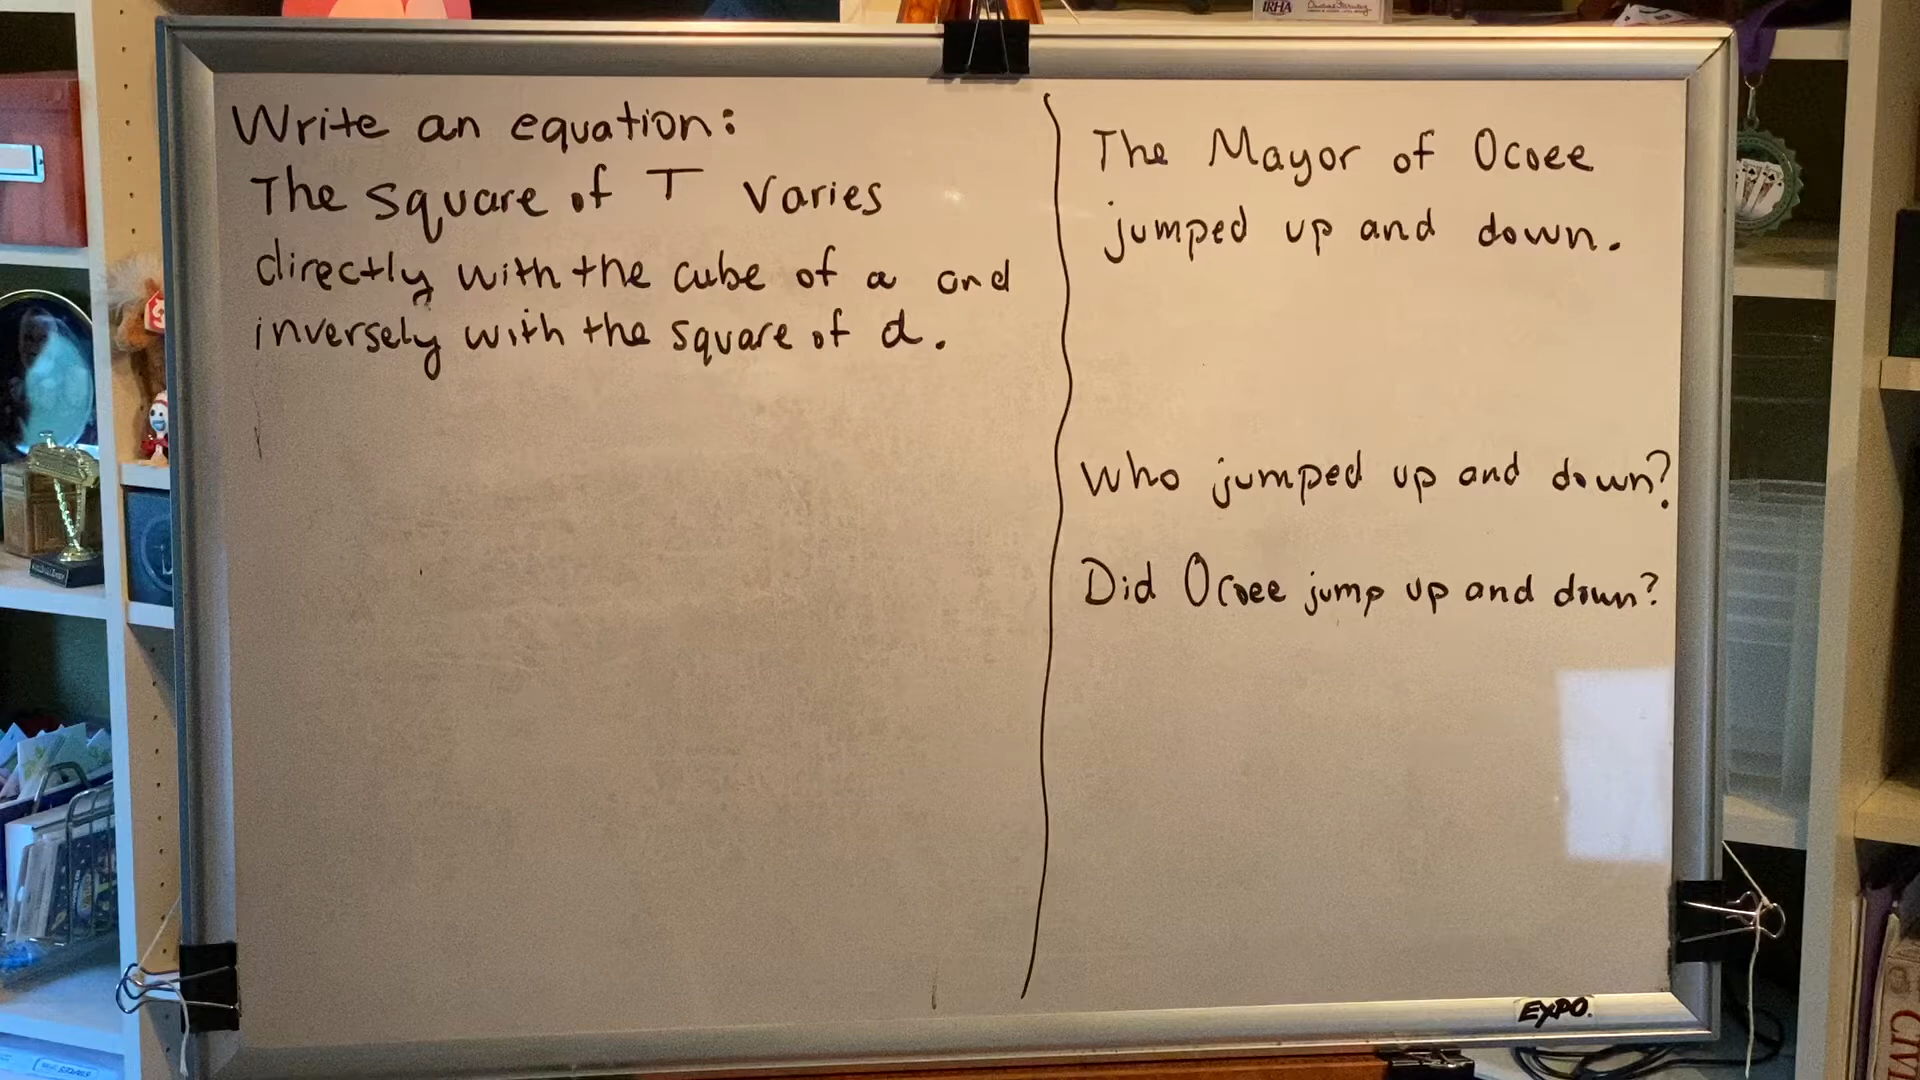 Write an equation:
The square of T varies
directly with the cube of a and
inversely with the square of d.
The Mayor of Ocoee
jumped up and down.
Who jumped up and down?
Did Ocoee jump up and down?
EXPO.
IRHA